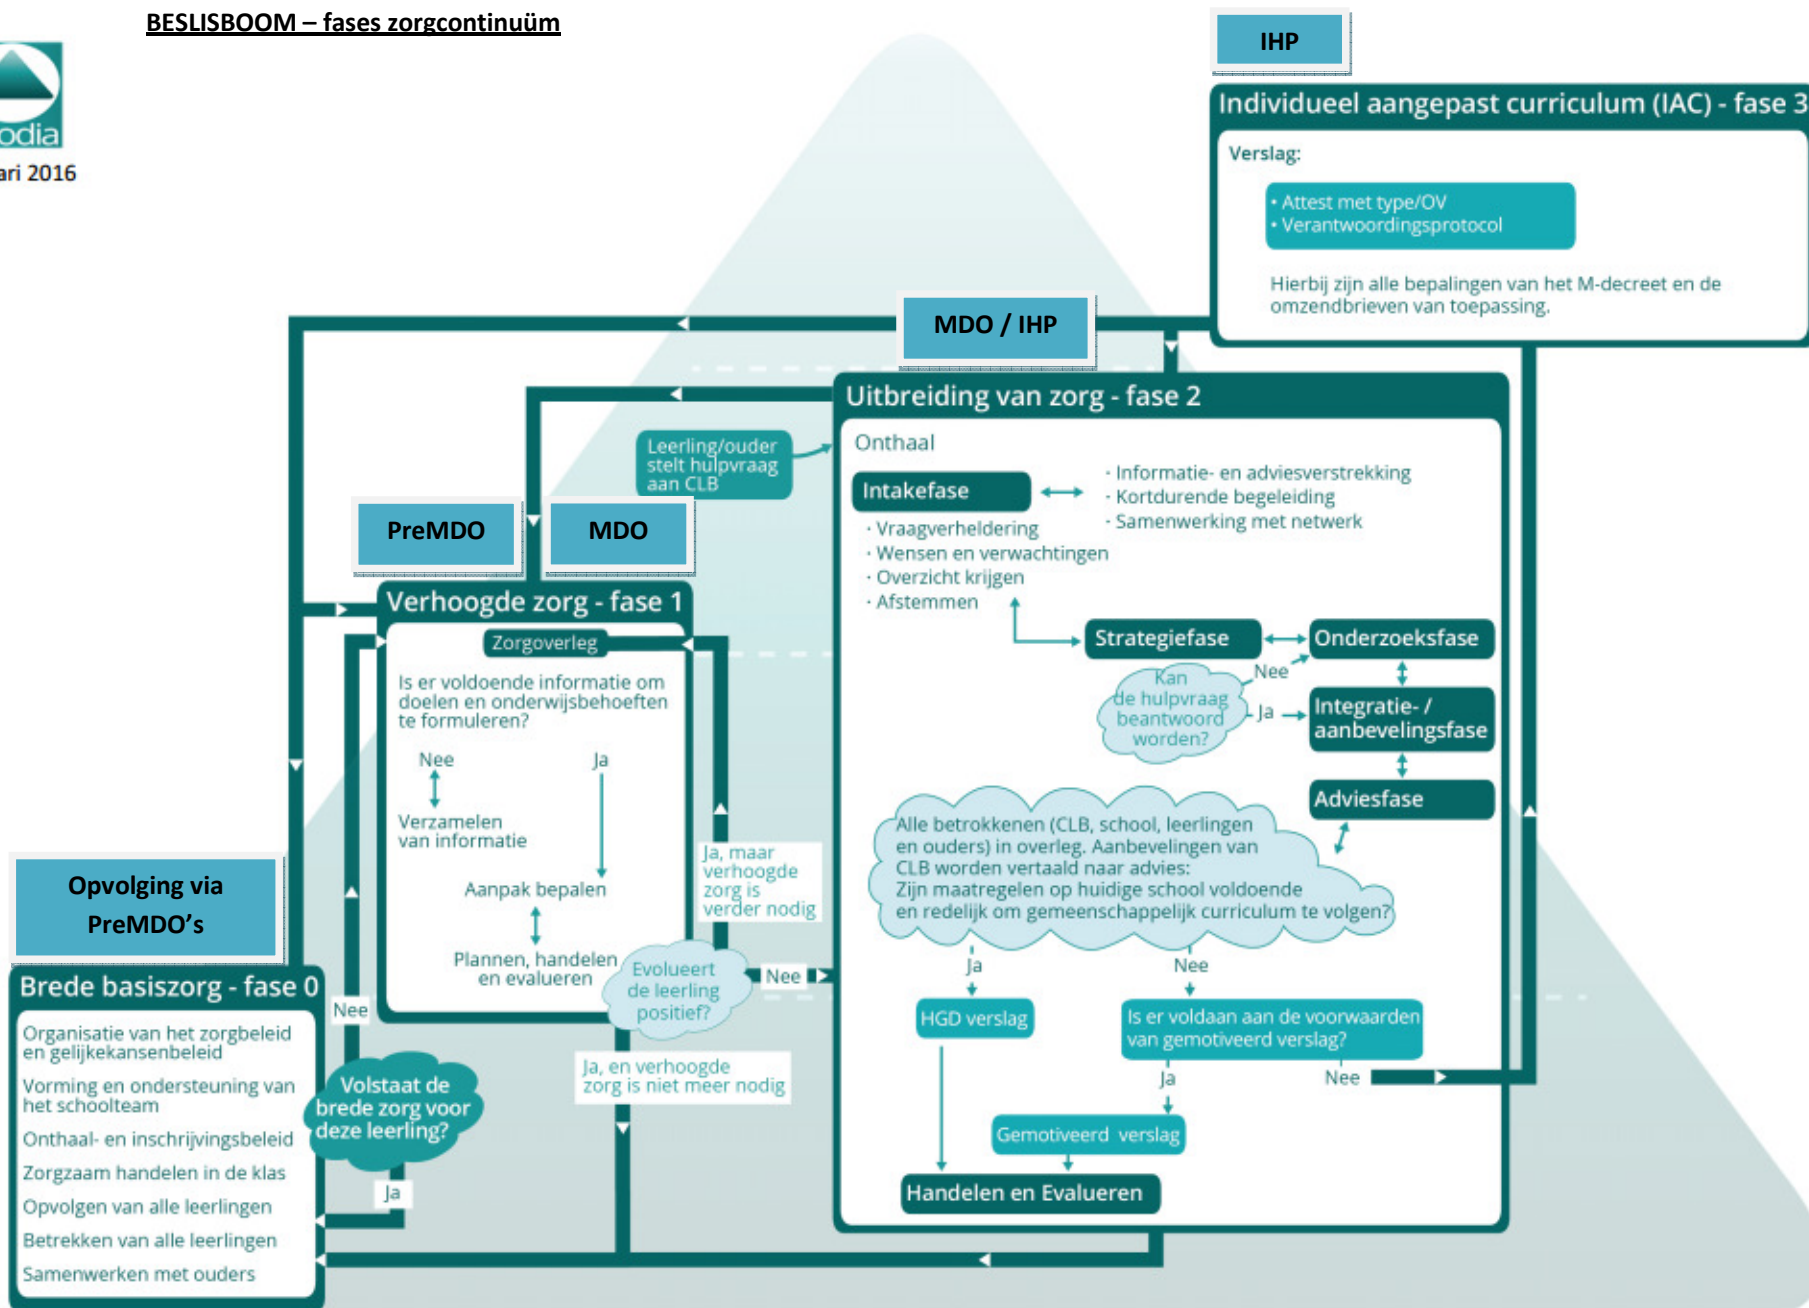 BESLISBOOM – fases zorgcontinuüm
odia
ari 2016
IHP
Individueel aangepast curriculum (IAC) - fase 3
Verslag:
• Attest met type/OV
• Verantwoordingsprotocol
Hierbij zijn alle bepalingen van het M-decreet en de
omzendbrieven van toepassing.
MDO / IHP
Uitbreiding van zorg - fase 2
Leerling/ouder
stelt hulpvraag
aan CLB
Onthaal
Intakefase
· Informatie- en adviesverstrekking
· Kortdurende begeleiding
· Samenwerking met netwerk
· Vraagverheldering
· Wensen en verwachtingen
· Overzicht krijgen
· Afstemmen
Strategiefase
Onderzoeksfase
Kan
de hulpvraag
beantwoord
worden?
Nee
Ja
Integratie- /
aanbevelingsfase
Adviesfase
Alle betrokkenen (CLB, school, leerlingen
en ouders) in overleg. Aanbevelingen van
CLB worden vertaald naar advies:
Zijn maatregelen op huidige school voldoende
en redelijk om gemeenschappelijk curriculum te volgen?
Ja
Nee
HGD verslag
Is er voldaan aan de voorwaarden
van gemotiveerd verslag?
Ja
Nee
Gemotiveerd verslag
Handelen en Evalueren
PreMDO
MDO
Verhoogde zorg - fase 1
Zorgoverleg
Is er voldoende informatie om
doelen en onderwijsbehoeften
te formuleren?
Nee
Ja
Verzamelen
van informatie
Aanpak bepalen
Plannen, handelen
en evalueren
Evolueert
de leerling
positief?
Ja, maar
verhoogde
zorg is
verder nodig
Nee
Ja, en verhoogde
zorg is niet meer nodig
Opvolging via
PreMDO's
Brede basiszorg - fase 0
Organisatie van het zorgbeleid
en gelijkekansenbeleid
Vorming en ondersteuning van
het schoolteam
Onthaal- en inschrijvingsbeleid
Zorgzaam handelen in de klas
Opvolgen van alle leerlingen
Betrekken van alle leerlingen
Samenwerken met ouders
Nee
Volstaat de
brede zorg voor
deze leerling?
Ja